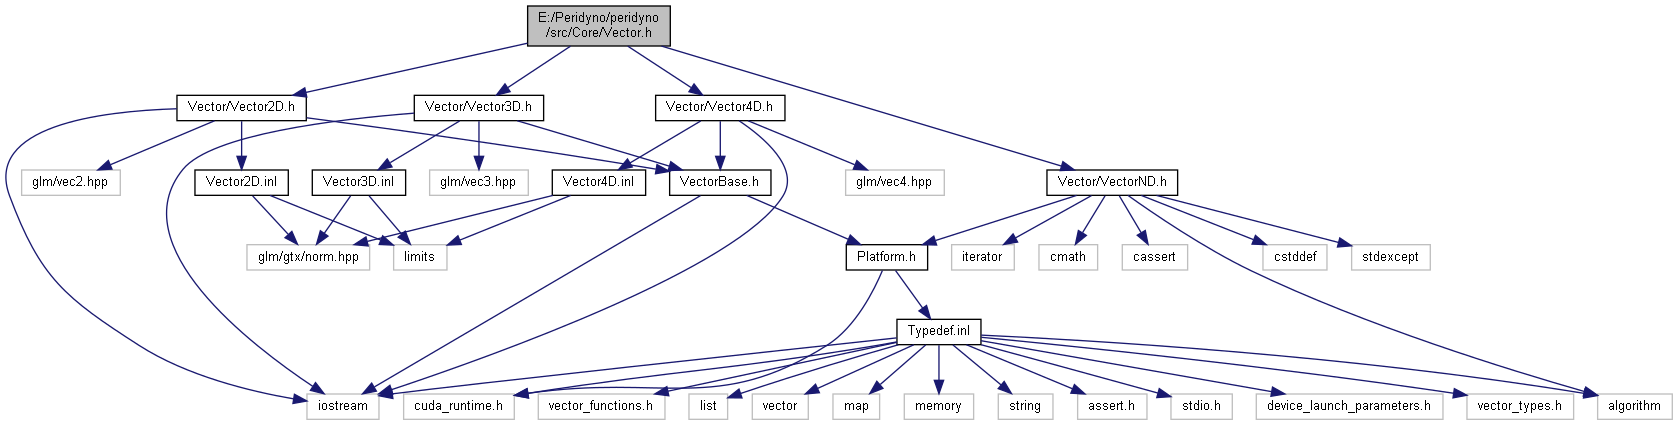 E:/Peridyno/peridyno
/src/Core/Vector.h
Vector/Vector2D.h
Vector/Vector3D.h
Vector/Vector4D.h
glm/vec2.hpp
Vector2D.inl
Vector3D.inl
glm/vec3.hpp
Vector4D.inl
VectorBase.h
glm/vec4.hpp
Vector/VectorND.h
glm/gtx/norm.hpp
limits
Platform.h
iterator
cmath
cassert
cstddef
stdexcept
Typedef.inl
iostream
cuda_runtime.h
vector_functions.h
list
vector
map
memory
string
assert.h
stdio.h
device_launch_parameters.h
vector_types.h
algorithm